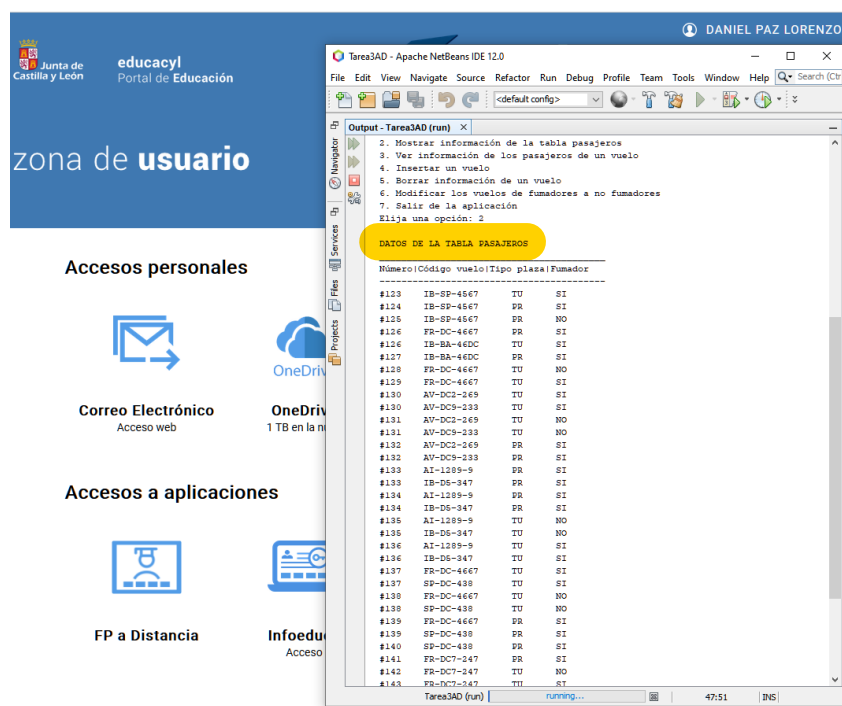 DANIEL PAZ LORENZO
Junta de
Castilla y León
educacyl
Portal de Educación
zona de usuario
Accesos personales
Correo Electrónico
Acceso web
OneDriv
OneDriv
1 TB en la nu
Accesos a aplicaciones
FP a Distancia
Infoedu
Acceso
Tarea3AD - Apache NetBeans IDE 12.0
File Edit View Navigate Source Refactor Run Debug Profile Team Tools Window Help Search (Ctr
<default config>
Output - Tarea3AD (run)
Navigator
Services
Files
Projects
2. Mostrar información de la tabla pasajeros
3. Ver información de los pasajeros de un vuelo
4. Insertar un vuelo
5. Borrar información de un vuelo
6. Modificar los vuelos de fumadores a no fumadores
7. Salir de la aplicación
Elija una opción: 2
DATOS DE LA TABLA PASAJEROS
Número|Código vuelo|Tipo plaza|Fumador
#123 IB-SP-4567 TU SI
#124 IB-SP-4567 PR SI
#125 IB-SP-4567 PR NO
#126 FR-DC-4667 PR SI
#126 IB-BA-46DC TU SI
#127 IB-BA-46DC PR SI
#128 FR-DC-4667 TU NO
#129 FR-DC-4667 TU SI
#130 AV-DC2-269 TU SI
#130 AV-DC9-233 TU SI
#131 AV-DC2-269 TU NO
#131 AV-DC9-233 TU NO
#132 AV-DC2-269 PR SI
#132 AV-DC9-233 PR SI
#133 AI-1289-9 PR SI
#133 IB-D5-347 PR SI
#134 AI-1289-9 PR SI
#134 IB-D5-347 PR SI
#135 AI-1289-9 TU NO
#135 IB-D5-347 TU NO
#136 AI-1289-9 TU SI
#136 IB-D5-347 TU SI
#137 FR-DC-4667 TU SI
#137 SP-DC-438 TU SI
#138 FR-DC-4667 TU NO
#138 SP-DC-438 TU NO
#139 FR-DC-4667 PR SI
#139 SP-DC-438 PR SI
#140 SP-DC-438 PR SI
#141 FR-DC7-247 PR SI
#142 FR-DC7-247 TU NO
#143 FR-DC7-247 TU SI
Tarea3AD (run) running... 47:51 INS